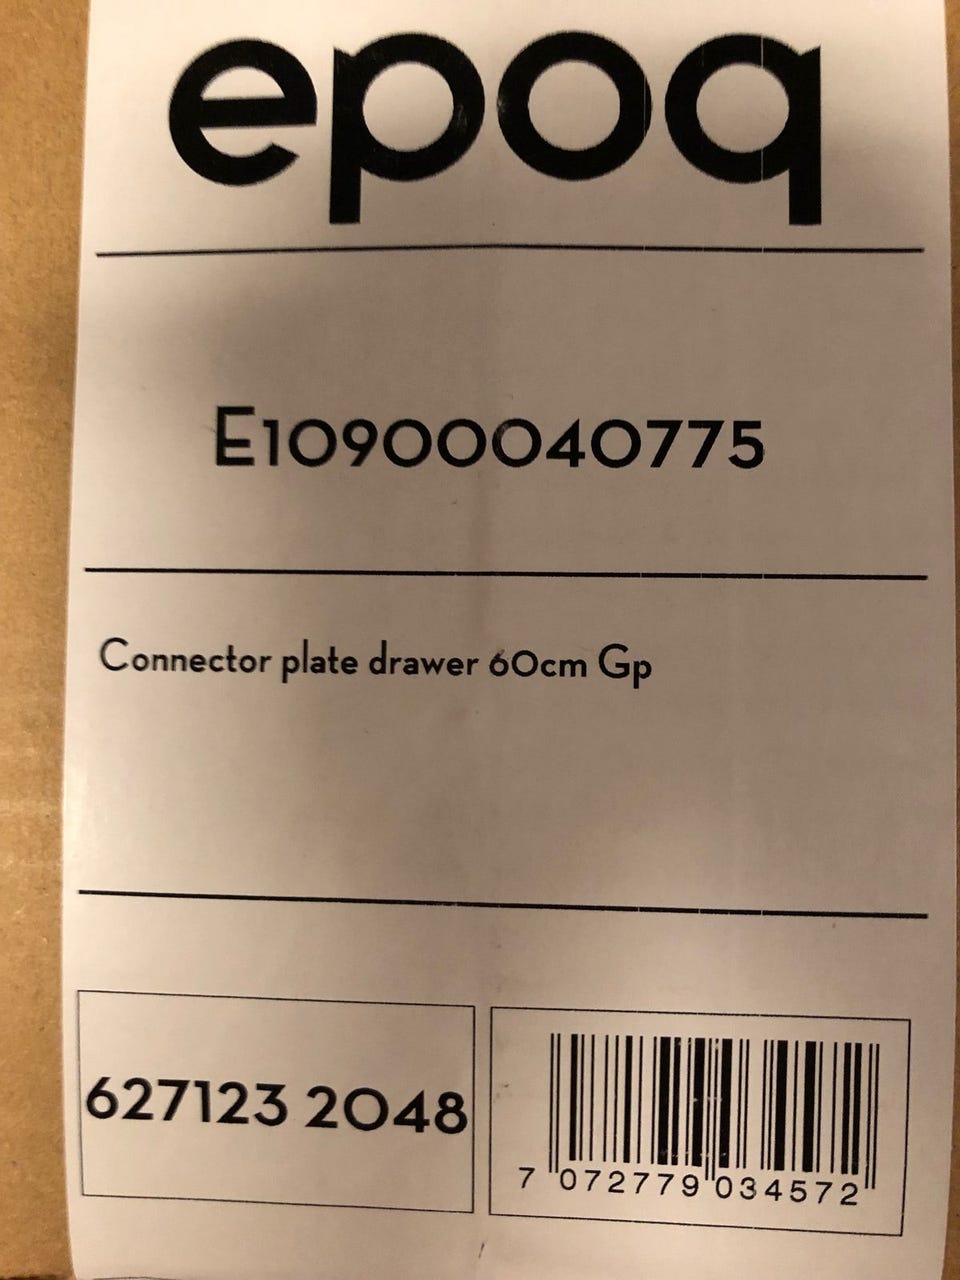 epoq
E10900040775
Connector plate drawer 60cm Gp
627123 2048
7 072779 034572